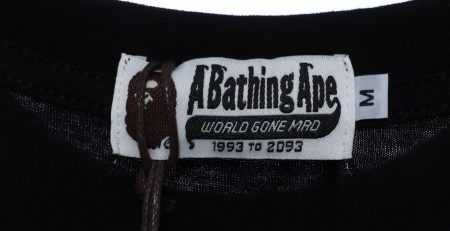 A Bathing Ape
WORLD GONE MAD
1993 TO 2093
M